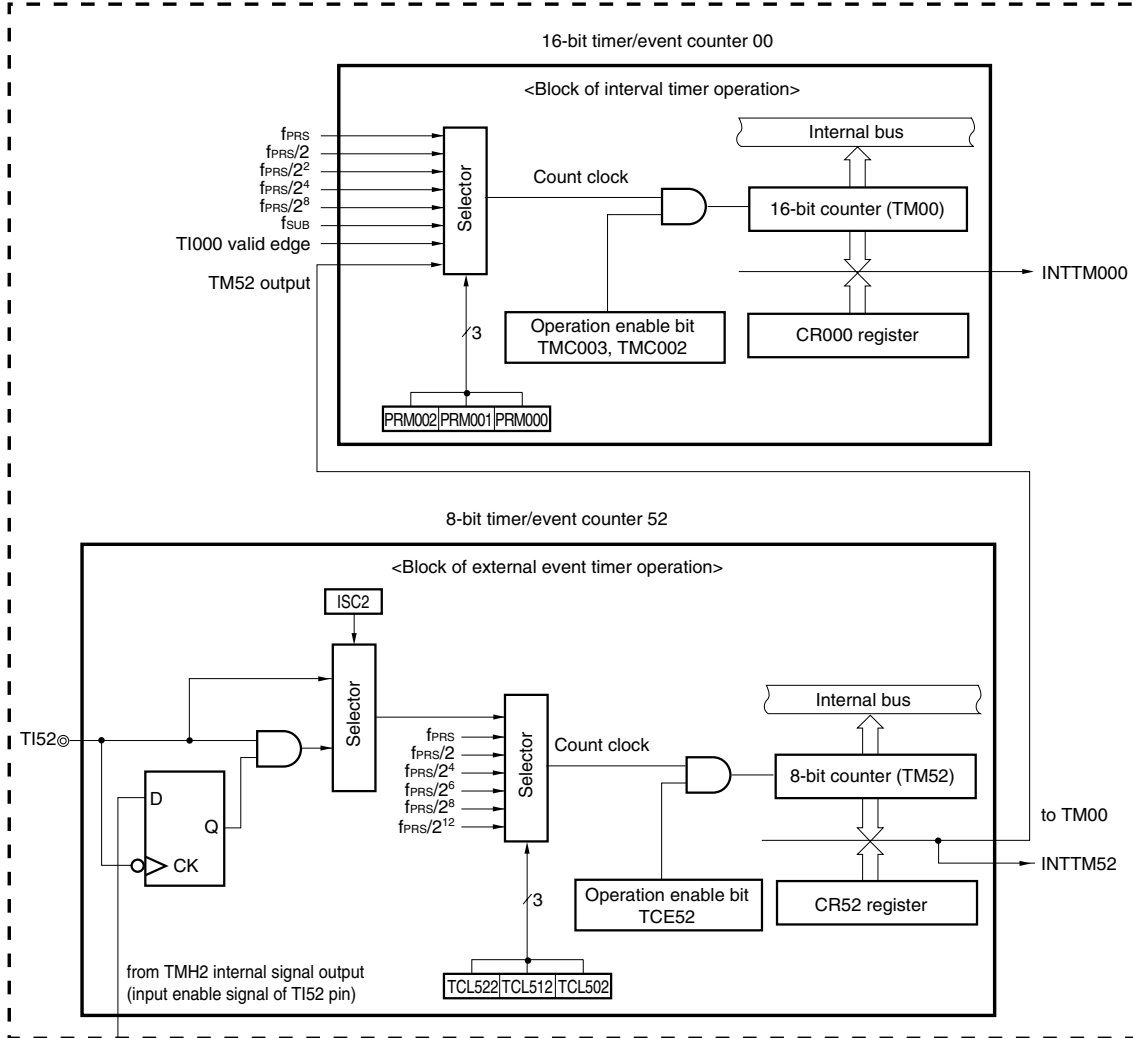 16-bit timer/event counter 00
<Block of interval timer operation>
fPRS
fPRS/2
fPRS/2²
fPRS/2⁴
fPRS/2⁸
fSUB
TI000 valid edge
TM52 output
Selector
Count clock
Internal bus
16-bit counter (TM00)
INTTM000
Operation enable bit
TMC003, TMC002
CR000 register
3
PRM002 PRM001 PRM000
8-bit timer/event counter 52
<Block of external event timer operation>
ISC2
Selector
TI52
D
Q
CK
fPRS
fPRS/2
fPRS/2⁴
fPRS/2⁶
fPRS/2⁸
fPRS/2¹²
Selector
Count clock
Internal bus
8-bit counter (TM52)
to TM00
INTTM52
Operation enable bit
TCE52
CR52 register
3
TCL522 TCL512 TCL502
from TMH2 internal signal output
(input enable signal of TI52 pin)